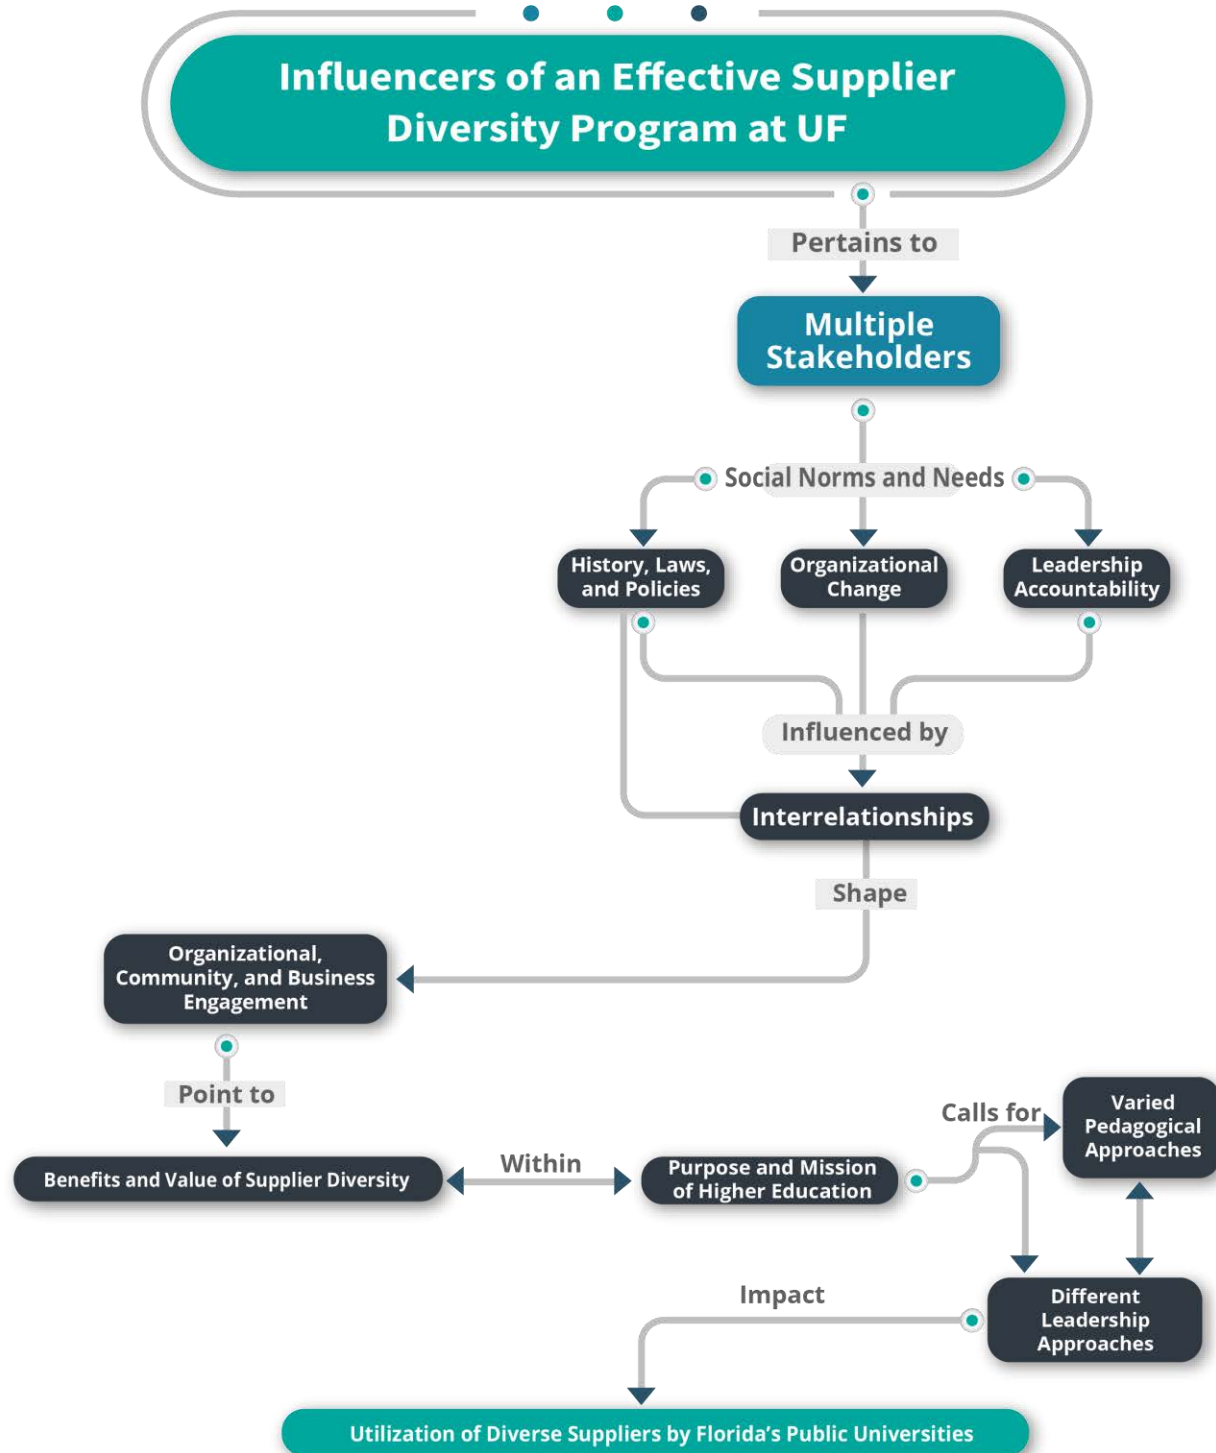 Influencers of an Effective Supplier
Diversity Program at UF
Pertains to
Multiple
Stakeholders
Social Norms and Needs
History, Laws,
and Policies
Organizational
Change
Leadership
Accountability
Influenced by
Interrelationships
Shape
Organizational,
Community, and Business
Engagement
Point to
Benefits and Value of Supplier Diversity
Within
Purpose and Mission
of Higher Education
Calls for
Varied
Pedagogical
Approaches
Different
Leadership
Approaches
Impact
Utilization of Diverse Suppliers by Florida’s Public Universities